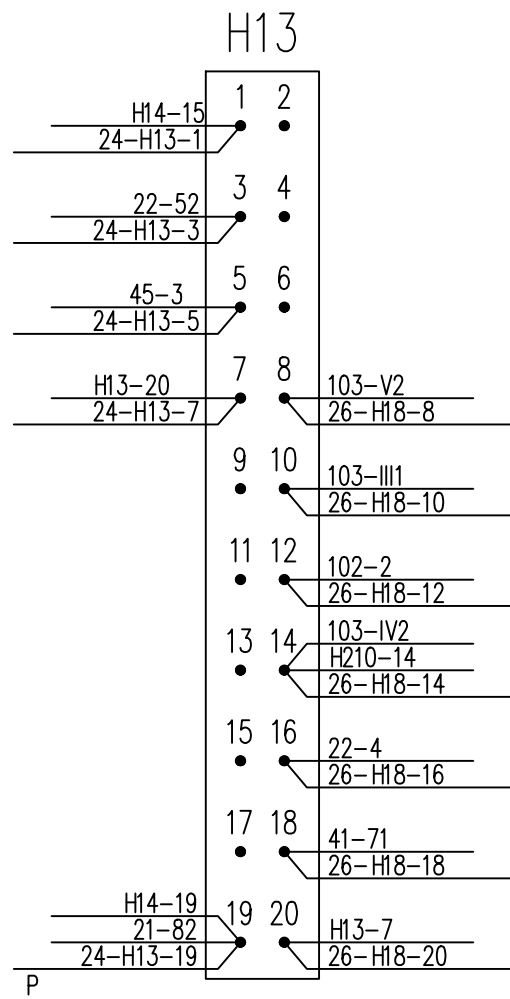 H13
1 2
H14-15
24-H13-1
3 4
22-52
24-H13-3
5 6
45-3
24-H13-5
7 8
H13-20 103-V2
24-H13-7 26-H18-8
9 10
103-III1
26-H18-10
11 12
102-2
26-H18-12
103-IV2
13 14
H210-14
26-H18-14
15 16
22-4
26-H18-16
17 18
41-71
26-H18-18
H14-19
19 20
21-82 H13-7
24-H13-19 26-H18-20
P